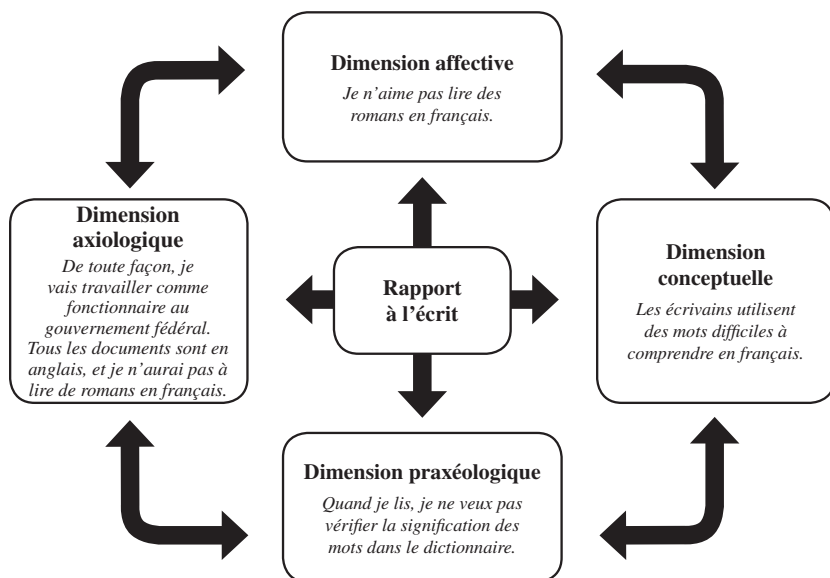 Dimension affective
Je n’aime pas lire des
romans en français.
Dimension
axiologique
De toute façon, je
vais travailler comme
fonctionnaire au
gouvernement fédéral.
Tous les documents sont en
anglais, et je n’aurai pas à
lire de romans en français.
Rapport
à l’écrit
Dimension
conceptuelle
Les écrivains utilisent
des mots difficiles à
comprendre en français.
Dimension praxéologique
Quand je lis, je ne veux pas
vérifier la signification des
mots dans le dictionnaire.